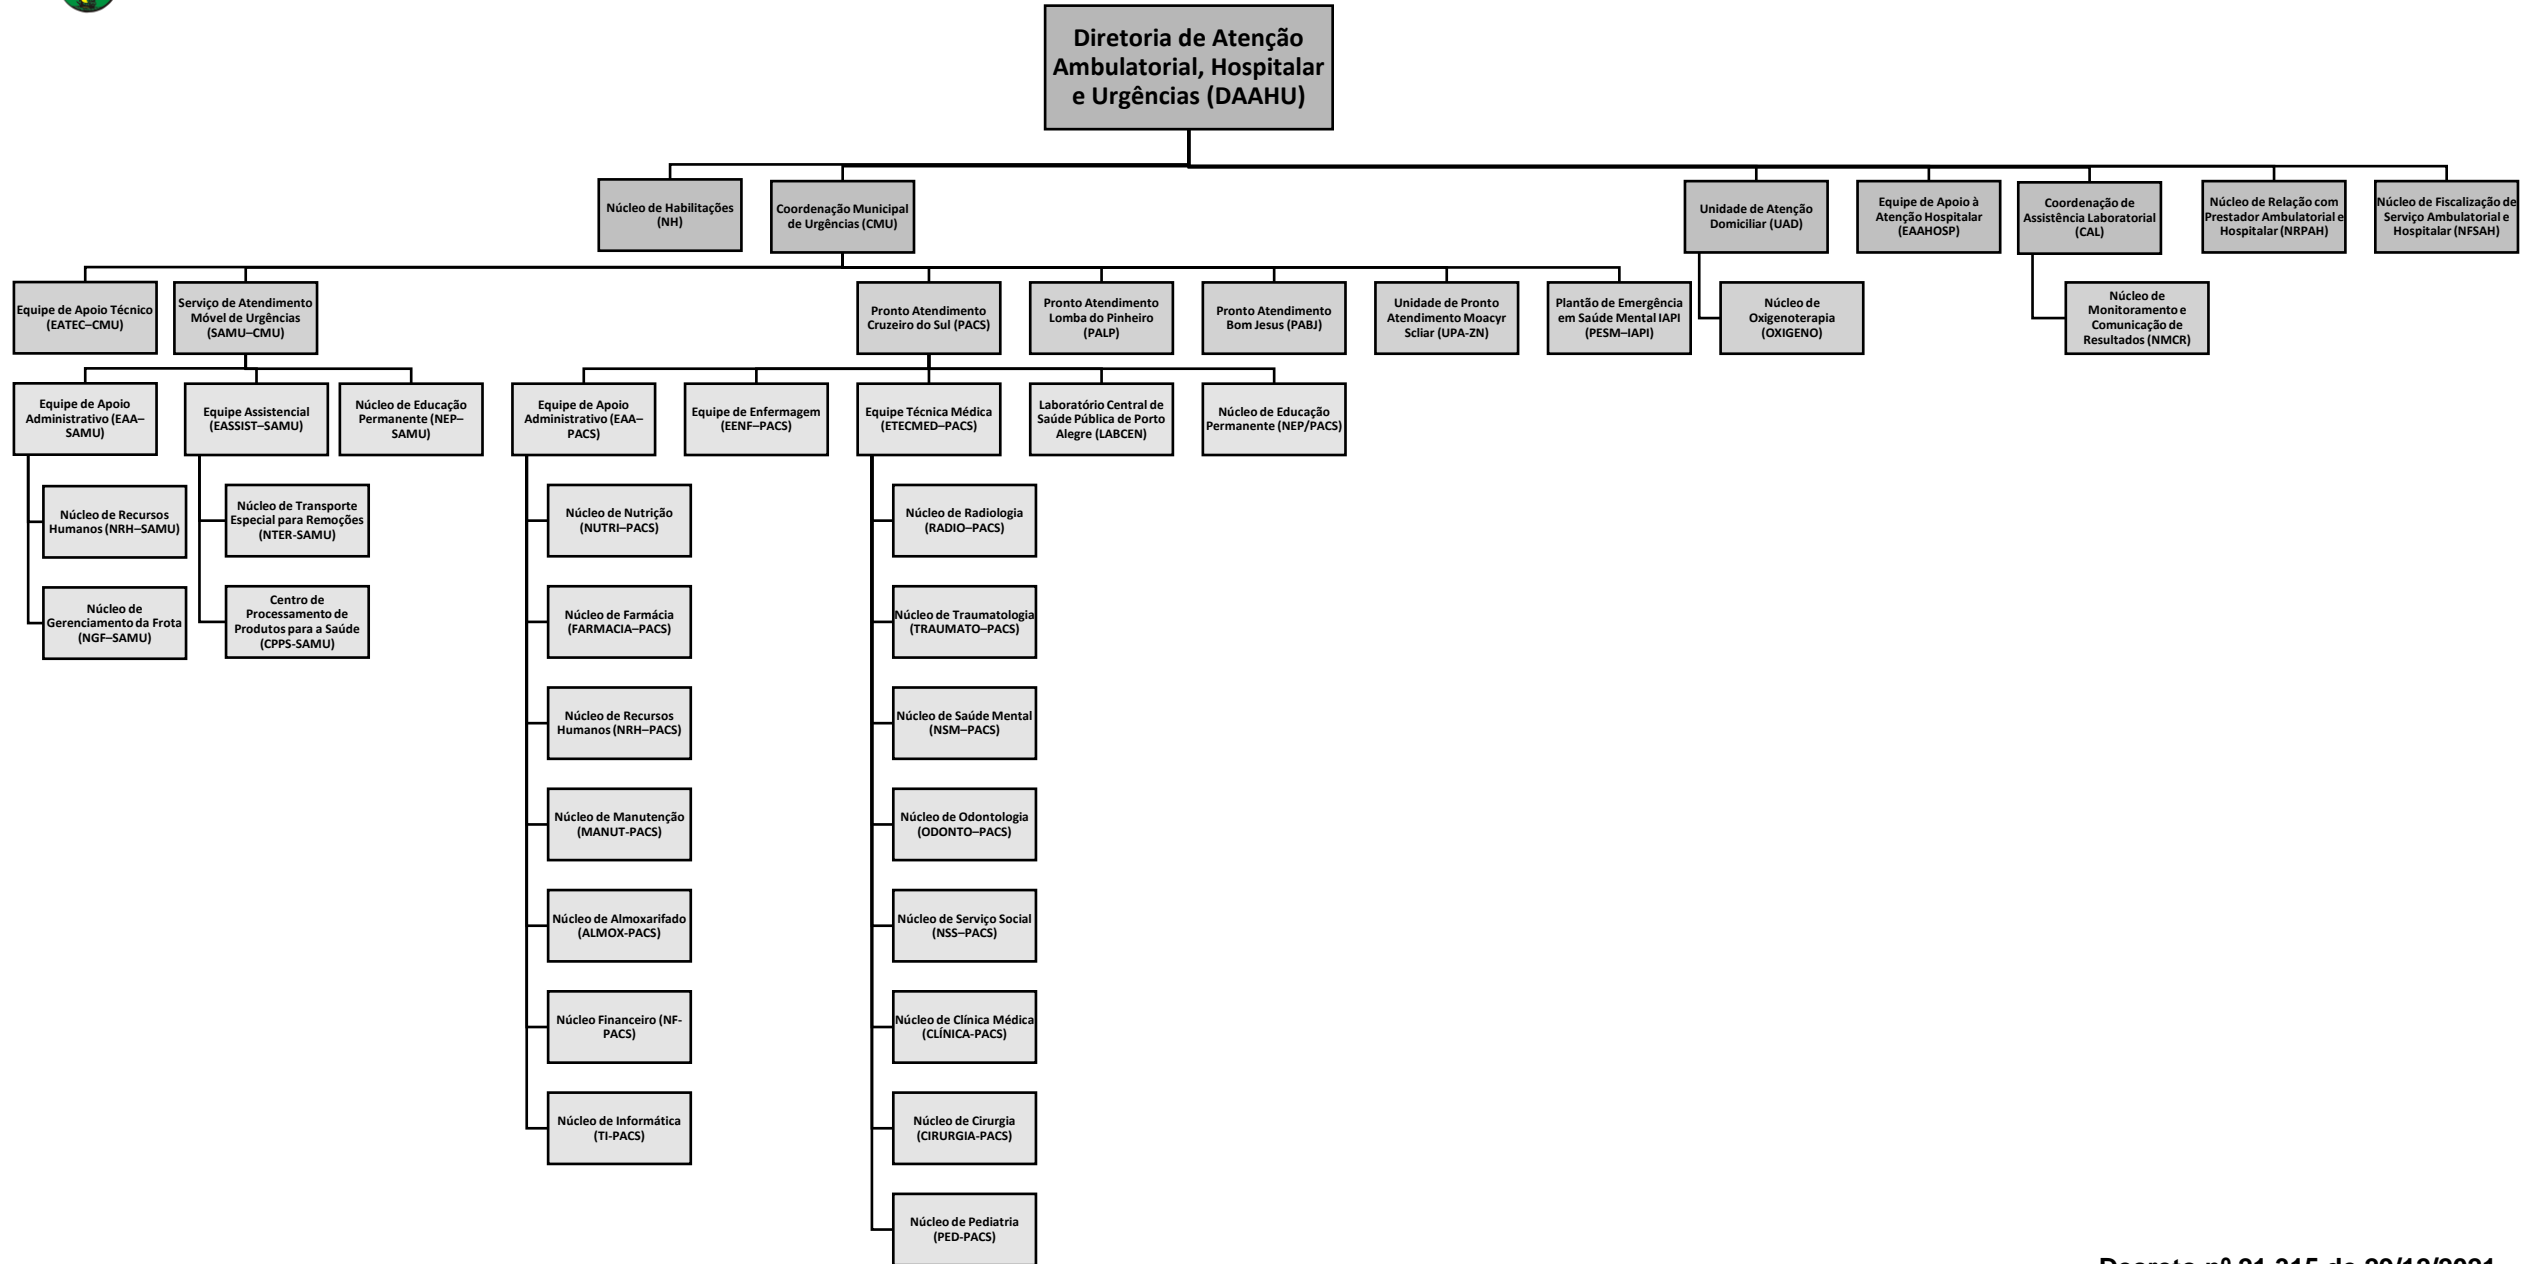 Diretoria de Atenção
Ambulatorial, Hospitalar
e Urgências (DAAHU)
Núcleo de Habilitações
(NH)
Coordenação Municipal
de Urgências (CMU)
Unidade de Atenção
Domiciliar (UAD)
Equipe de Apoio à
Atenção Hospitalar
(EAAHOSP)
Coordenação de
Assistência Laboratorial
(CAL)
Núcleo de Relação com
Prestador Ambulatorial e
Hospitalar (NRPAH)
Núcleo de Fiscalização de
Serviço Ambulatorial e
Hospitalar (NFSAH)
Equipe de Apoio Técnico
(EATEC–CMU)
Serviço de Atendimento
Móvel de Urgências
(SAMU–CMU)
Pronto Atendimento
Cruzeiro do Sul (PACS)
Pronto Atendimento
Lomba do Pinheiro
(PALP)
Pronto Atendimento
Bom Jesus (PABJ)
Unidade de Pronto
Atendimento Moacyr
Scliar (UPA-ZN)
Plantão de Emergência
em Saúde Mental IAPI
(PESM–IAPI)
Núcleo de
Oxigenoterapia
(OXIGENO)
Núcleo de
Monitoramento e
Comunicação de
Resultados (NMCR)
Equipe de Apoio
Administrativo (EAA–
SAMU)
Equipe Assistencial
(EASSIST–SAMU)
Núcleo de Educação
Permanente (NEP–
SAMU)
Equipe de Apoio
Administrativo (EAA–
PACS)
Equipe de Enfermagem
(EENF–PACS)
Equipe Técnica Médica
(ETECMED–PACS)
Laboratório Central de
Saúde Pública de Porto
Alegre (LABCEN)
Núcleo de Educação
Permanente (NEP/PACS)
Núcleo de Recursos
Humanos (NRH–SAMU)
Núcleo de Transporte
Especial para Remoções
(NTER-SAMU)
Núcleo de Nutrição
(NUTRI–PACS)
Núcleo de Radiologia
(RADIO–PACS)
Núcleo de
Gerenciamento da Frota
(NGF–SAMU)
Centro de
Processamento de
Produtos para a Saúde
(CPPS-SAMU)
Núcleo de Farmácia
(FARMACIA–PACS)
Núcleo de Traumatologia
(TRAUMATO–PACS)
Núcleo de Recursos
Humanos (NRH–PACS)
Núcleo de Saúde Mental
(NSM–PACS)
Núcleo de Manutenção
(MANUT-PACS)
Núcleo de Odontologia
(ODONTO–PACS)
Núcleo de Almoxarifado
(ALMOX-PACS)
Núcleo de Serviço Social
(NSS–PACS)
Núcleo Financeiro (NF-
PACS)
Núcleo de Clínica Médica
(CLÍNICA-PACS)
Núcleo de Informática
(TI-PACS)
Núcleo de Cirurgia
(CIRURGIA-PACS)
Núcleo de Pediatria
(PED-PACS)
Decreto nº 21.315 de 29/12/2021